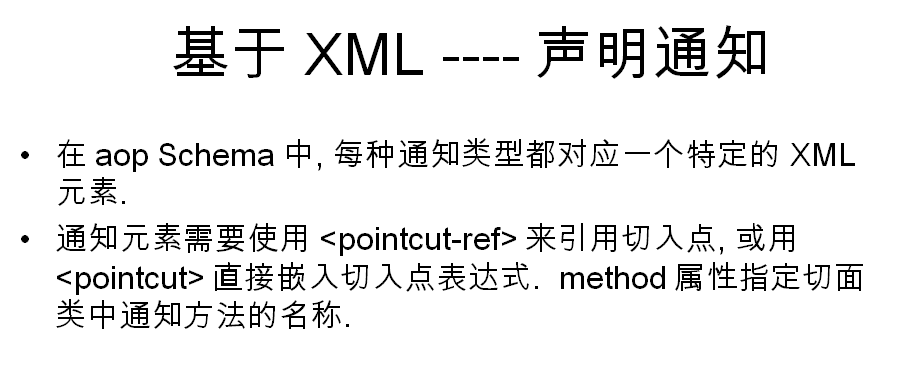 基于 XML ---- 声明通知
• 在 aop Schema 中, 每种通知类型都对应一个特定的 XML
元素.
• 通知元素需要使用 <pointcut-ref> 来引用切入点, 或用
<pointcut> 直接嵌入切入点表达式.  method 属性指定切面
类中通知方法的名称.